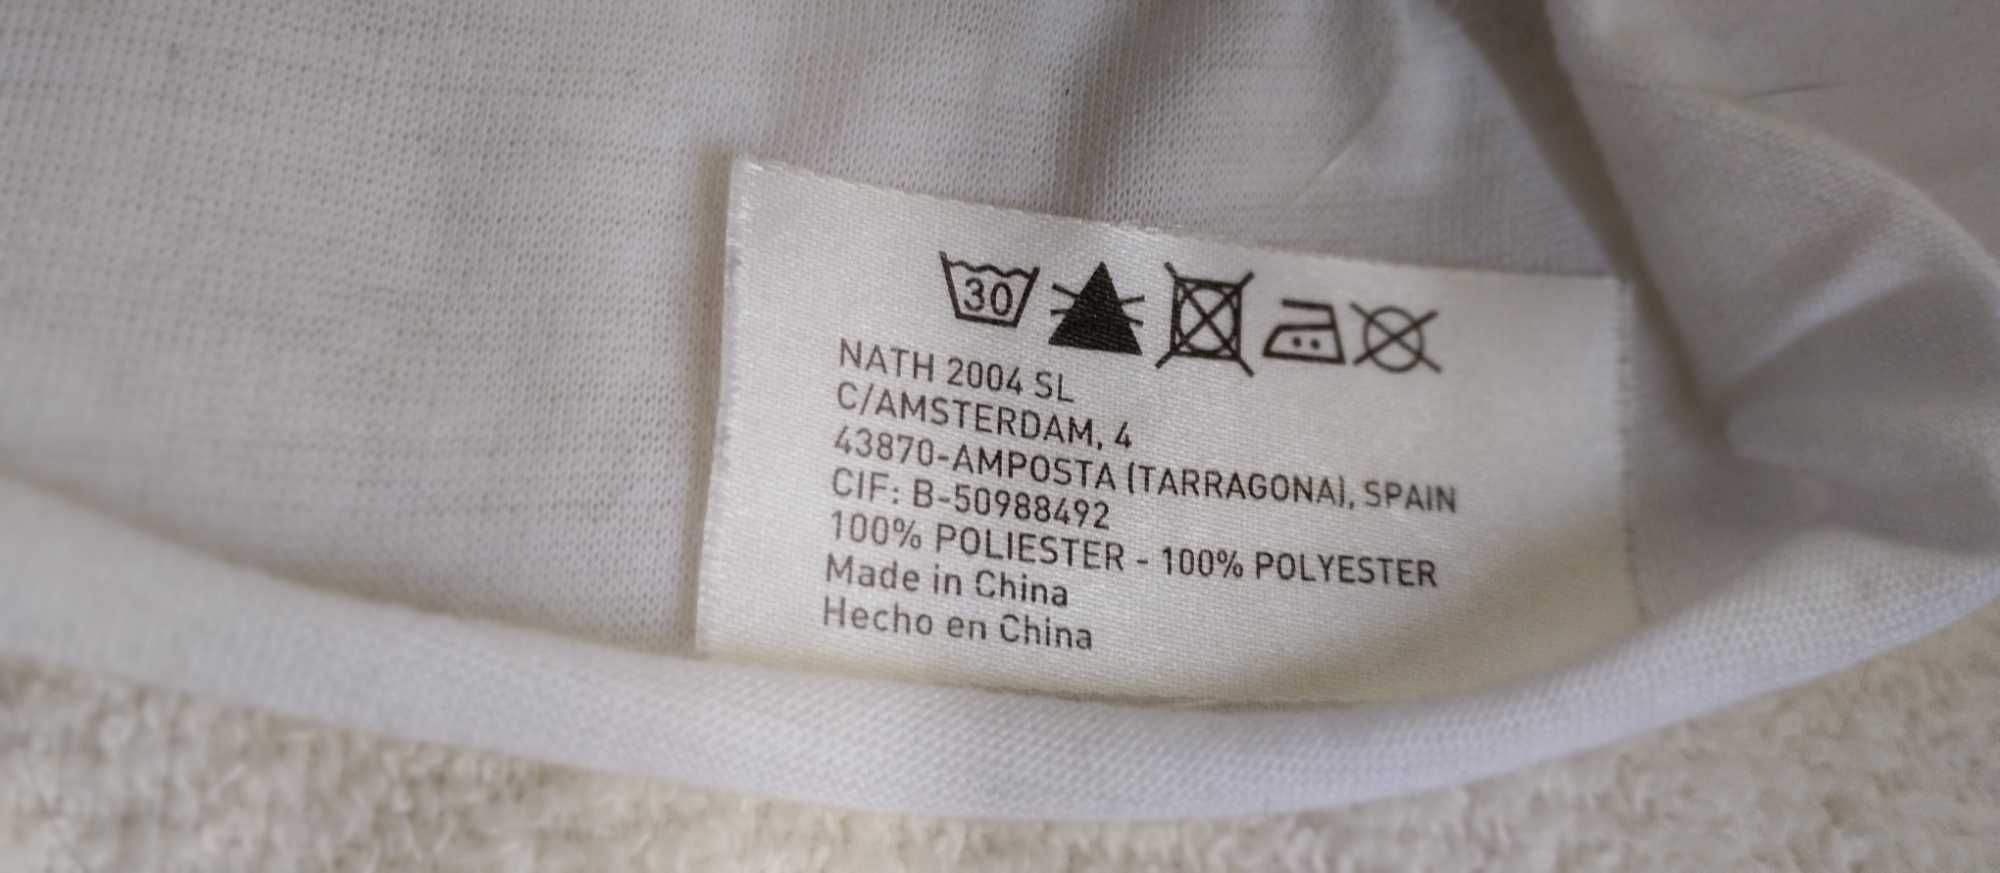 30
NATH 2004 SL
C/AMSTERDAM, 4
43870-AMPOSTA (TARRAGONA), SPAIN
CIF: B-50988492
100% POLIESTER - 100% POLYESTER
Made in China
Hecho en China